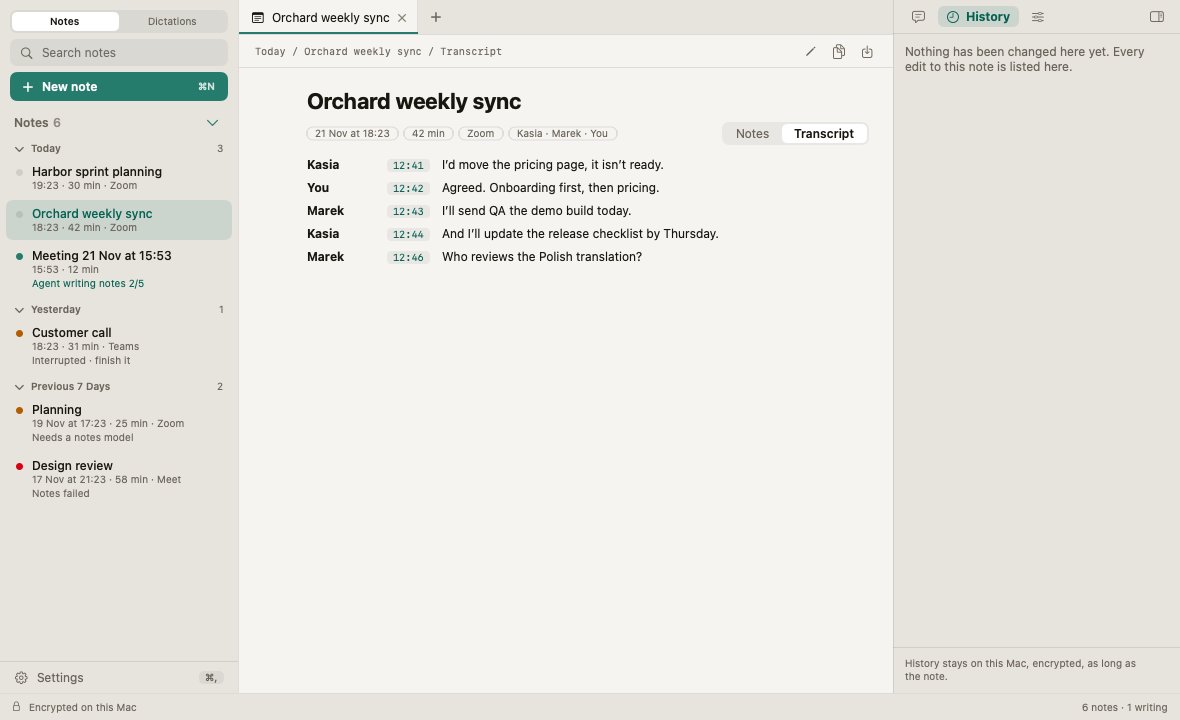 Notes
Dictations
Search notes
New note ⌘N
Notes 6
Today 3
Harbor sprint planning
19:23 · 30 min · Zoom
Orchard weekly sync
18:23 · 42 min · Zoom
Meeting 21 Nov at 15:53
15:53 · 12 min
Agent writing notes 2/5
Yesterday 1
Customer call
18:23 · 31 min · Teams
Interrupted · finish it
Previous 7 Days 2
Planning
19 Nov at 17:23 · 25 min · Zoom
Needs a notes model
Design review
17 Nov at 21:23 · 58 min · Meet
Notes failed
Settings ⌘,
Encrypted on this Mac
Orchard weekly sync
Today / Orchard weekly sync / Transcript
Orchard weekly sync
21 Nov at 18:23 42 min Zoom Kasia · Marek · You
Notes Transcript
Kasia 12:41 I’d move the pricing page, it isn’t ready.
You 12:42 Agreed. Onboarding first, then pricing.
Marek 12:43 I’ll send QA the demo build today.
Kasia 12:44 And I’ll update the release checklist by Thursday.
Marek 12:46 Who reviews the Polish translation?
History
Nothing has been changed here yet. Every
edit to this note is listed here.
History stays on this Mac, encrypted, as long as
the note.
6 notes · 1 writing